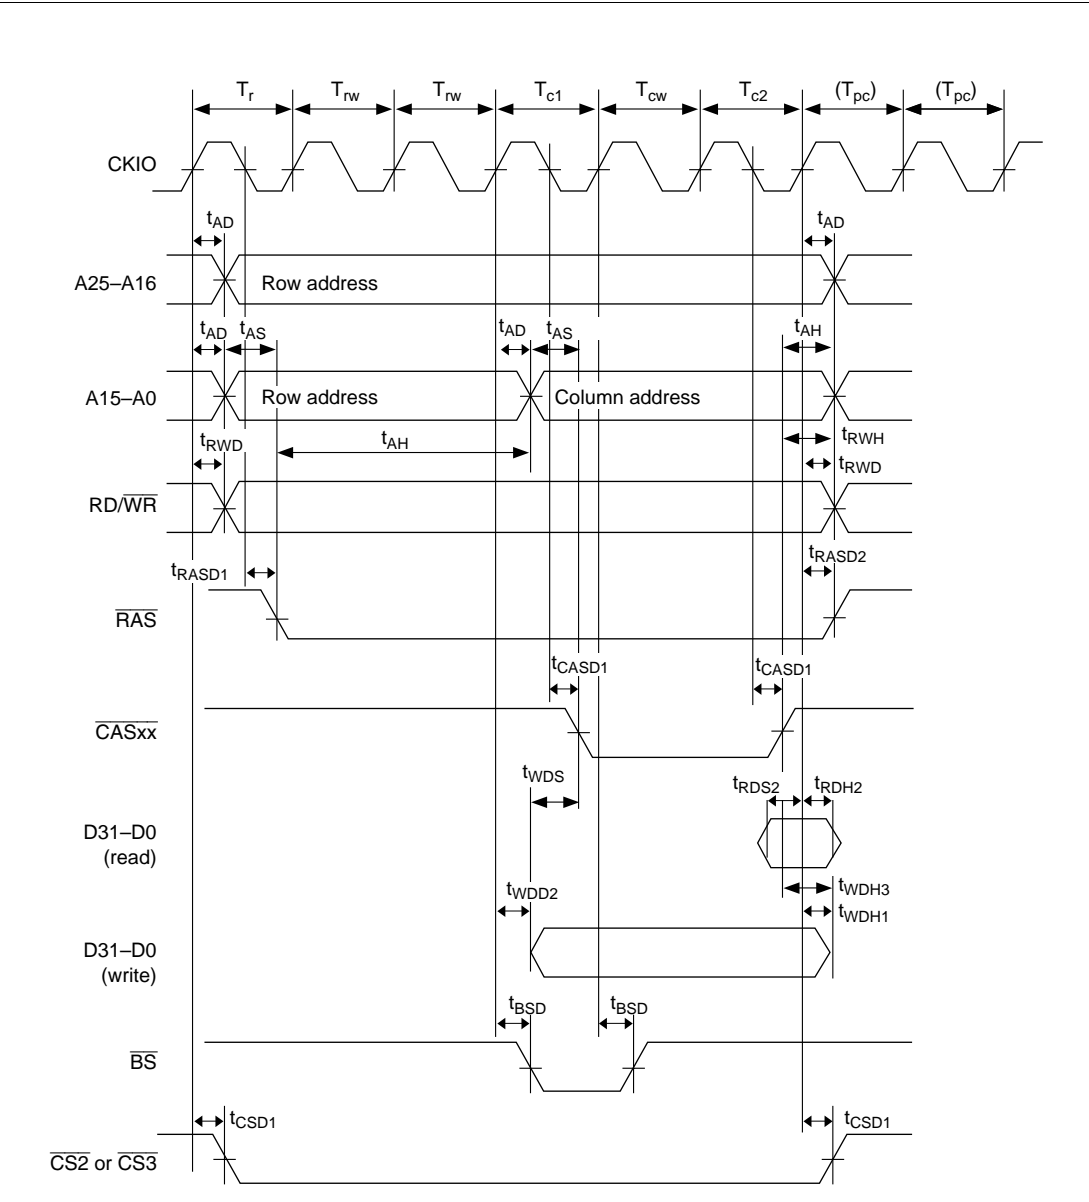 Tr Trw Trw Tc1 Tcw Tc2 (Tpc) (Tpc)
CKIO
tAD tAD
A25–A16 Row address
tAD tAS tAD tAS tAH
A15–A0 Row address Column address
tRWD tAH tRWH
tRWD
RD/WR
tRASD1 tRASD2
RAS
tCASD1 tCASD1
CASxx
tWDS tRDS2 tRDH2
D31–D0
(read)
tWDH3
tWDD2 tWDH1
D31–D0
(write)
tBSD tBSD
BS
tCSD1 tCSD1
CS2 or CS3